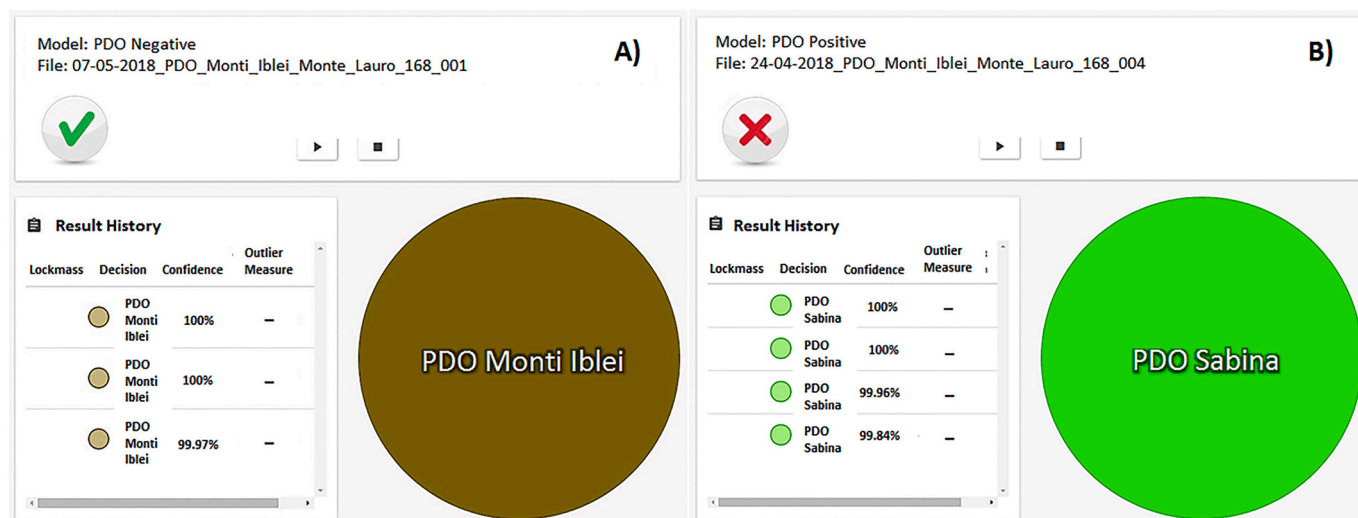 Model: PDO Negative
File: 07-05-2018_PDO_Monti_Iblei_Monte_Lauro_168_001
A)
Result History
Lockmass Decision Confidence Outlier Measure
PDO Monti Iblei 100% –
PDO Monti Iblei 100% –
PDO Monti Iblei 99.97% –
PDO Monti Iblei
Model: PDO Positive
File: 24-04-2018_PDO_Monti_Iblei_Monte_Lauro_168_004
B)
Result History
Lockmass Decision Confidence Outlier Measure
PDO Sabina 100% –
PDO Sabina 100% –
PDO Sabina 99.96% –
PDO Sabina 99.84% –
PDO Sabina